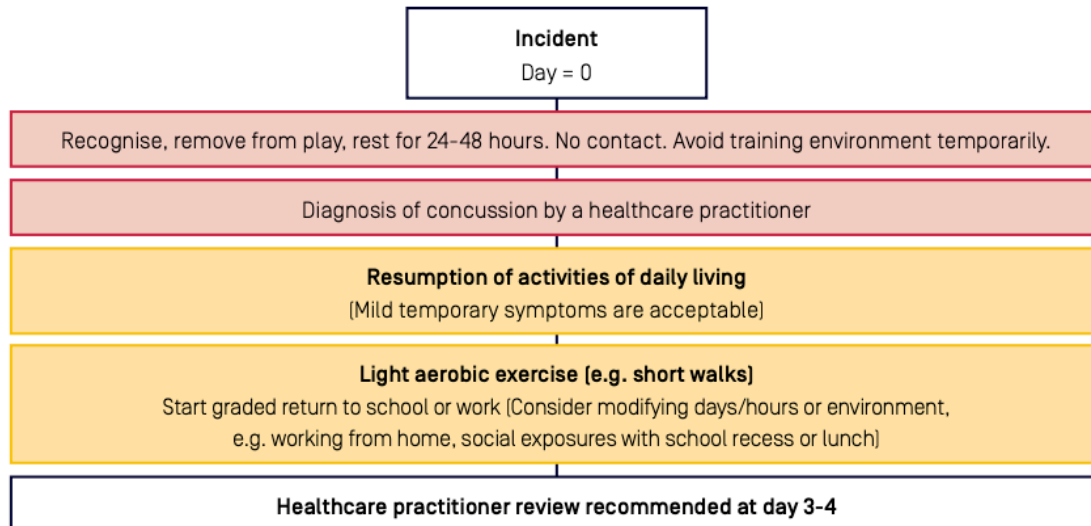 Incident
Day = 0
Recognise, remove from play, rest for 24-48 hours. No contact. Avoid training environment temporarily.
Diagnosis of concussion by a healthcare practitioner
Resumption of activities of daily living
(Mild temporary symptoms are acceptable)
Light aerobic exercise (e.g. short walks)
Start graded return to school or work (Consider modifying days/hours or environment,
e.g. working from home, social exposures with school recess or lunch)
Healthcare practitioner review recommended at day 3-4